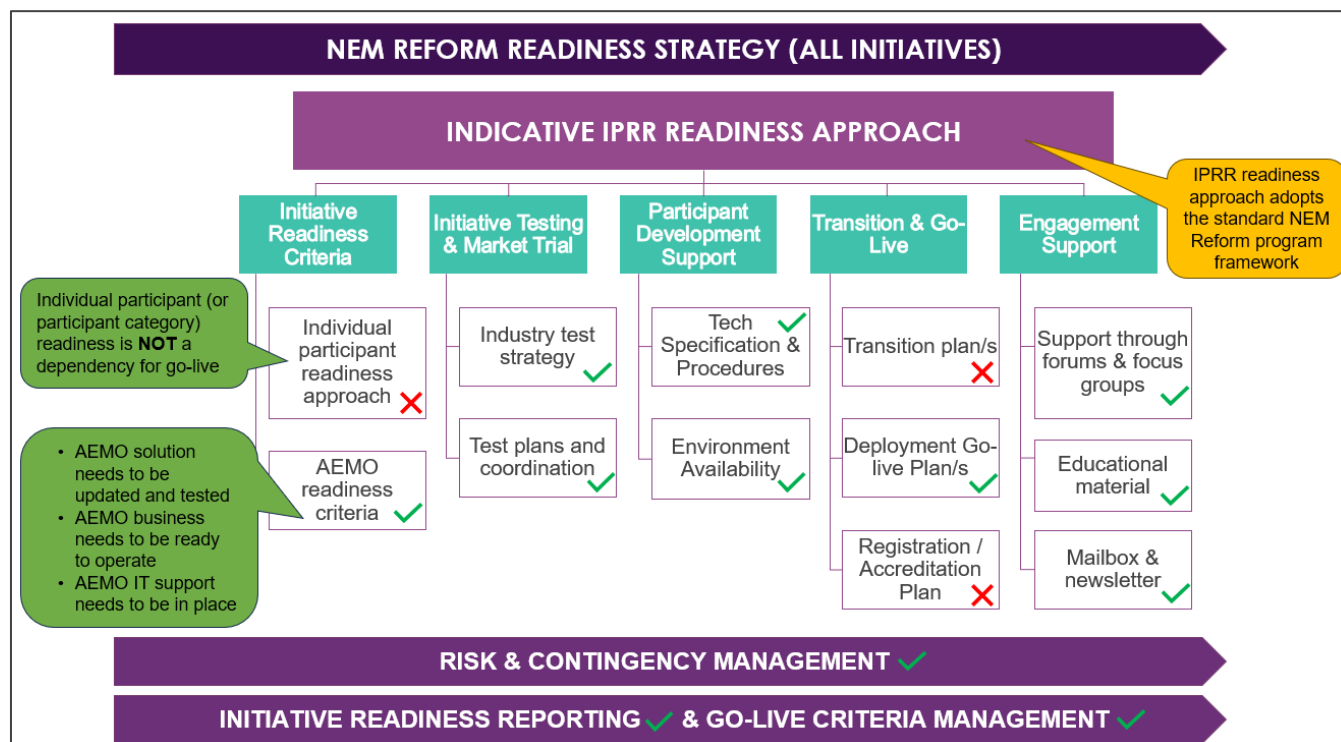 NEM REFORM READINESS STRATEGY (ALL INITIATIVES)
INDICATIVE IPRR READINESS APPROACH
IPRR readiness
approach adopts
the standard NEM
Reform program
framework
Initiative
Readiness
Criteria
Initiative Testing
& Market Trial
Participant
Development
Support
Transition & Go-
Live
Engagement
Support
Individual participant (or
participant category)
readiness is NOT a
dependency for go-live
Individual
participant
readiness
approach
Industry test
strategy
Tech
Specification &
Procedures
Transition plan/s
Support through
forums & focus
groups
• AEMO solution
needs to be
updated and tested
• AEMO business
needs to be ready
to operate
• AEMO IT support
needs to be in place
AEMO
readiness
criteria
Test plans and
coordination
Environment
Availability
Deployment Go-
live Plan/s
Educational
material
Registration /
Accreditation
Plan
Mailbox &
newsletter
RISK & CONTINGENCY MANAGEMENT
INITIATIVE READINESS REPORTING & GO-LIVE CRITERIA MANAGEMENT